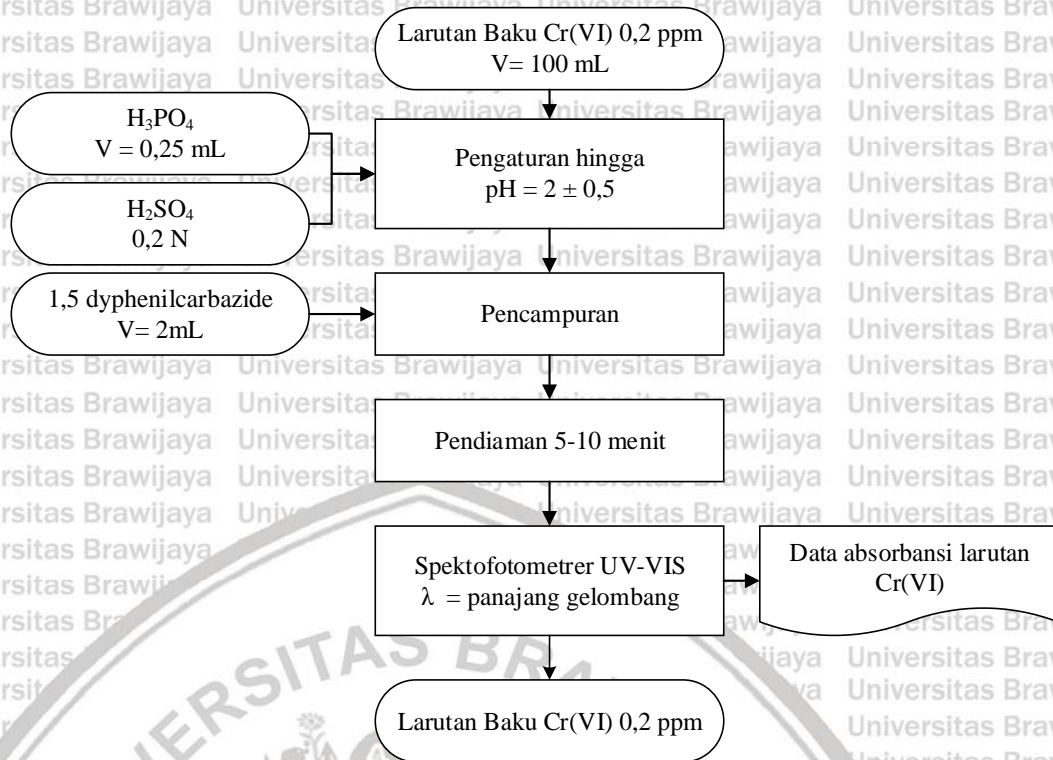 Larutan Baku Cr(VI) 0,2 ppm
V= 100 mL
H₃PO₄
V = 0,25 mL
H₂SO₄
0,2 N
Pengaturan hingga
pH = 2 ± 0,5
1,5 dyphenilcarbazide
V= 2mL
Pencampuran
Pendiaman 5-10 menit
Spektofotometrer UV-VIS
λ = panajang gelombang
Data absorbansi larutan
Cr(VI)
Larutan Baku Cr(VI) 0,2 ppm